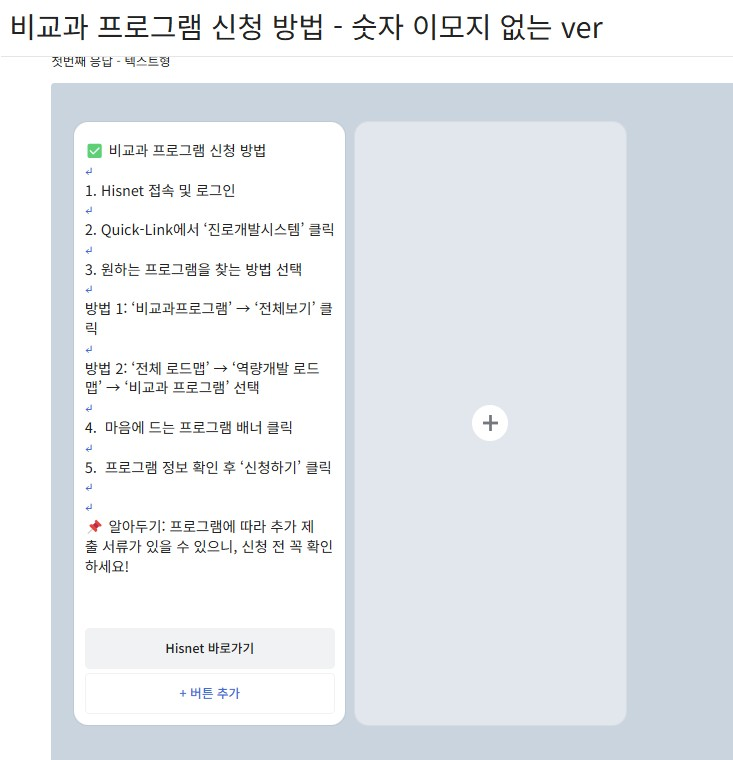 비교과 프로그램 신청 방법 - 숫자 이모지 없는 ver
첫번째 응답 - 텍스트형
✅ 비교과 프로그램 신청 방법
1. Hisnet 접속 및 로그인
2. Quick-Link에서 ‘진로개발시스템’ 클릭
3. 원하는 프로그램을 찾는 방법 선택
방법 1: ‘비교과프로그램’ → ‘전체보기’ 클
릭
방법 2: ‘전체 로드맵’ → ‘역량개발 로드
맵’ → ‘비교과 프로그램’ 선택
4.  마음에 드는 프로그램 배너 클릭
5.  프로그램 정보 확인 후 ‘신청하기’ 클릭
📌 알아두기: 프로그램에 따라 추가 제
출 서류가 있을 수 있으니, 신청 전 꼭 확인
하세요!
Hisnet 바로가기
+ 버튼 추가